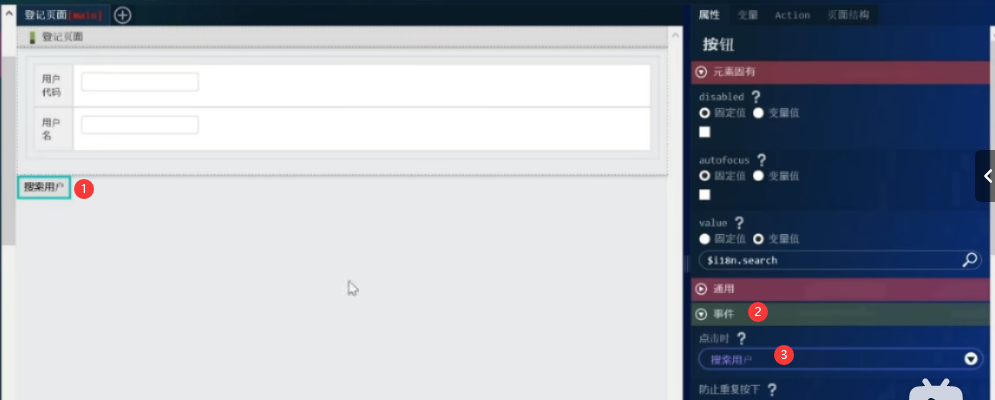 登记页面[main]
登记页面
用户
代码
用户
名
搜索用户 1
属性 变量 Action 页面结构
按钮
元素固有
disabled ?
固定值 变量值
autofocus ?
固定值 变量值
value ?
固定值 变量值
$i18n.search
通用
事件 2
点击时 ?
搜索用户 3
防止重复按下 ?